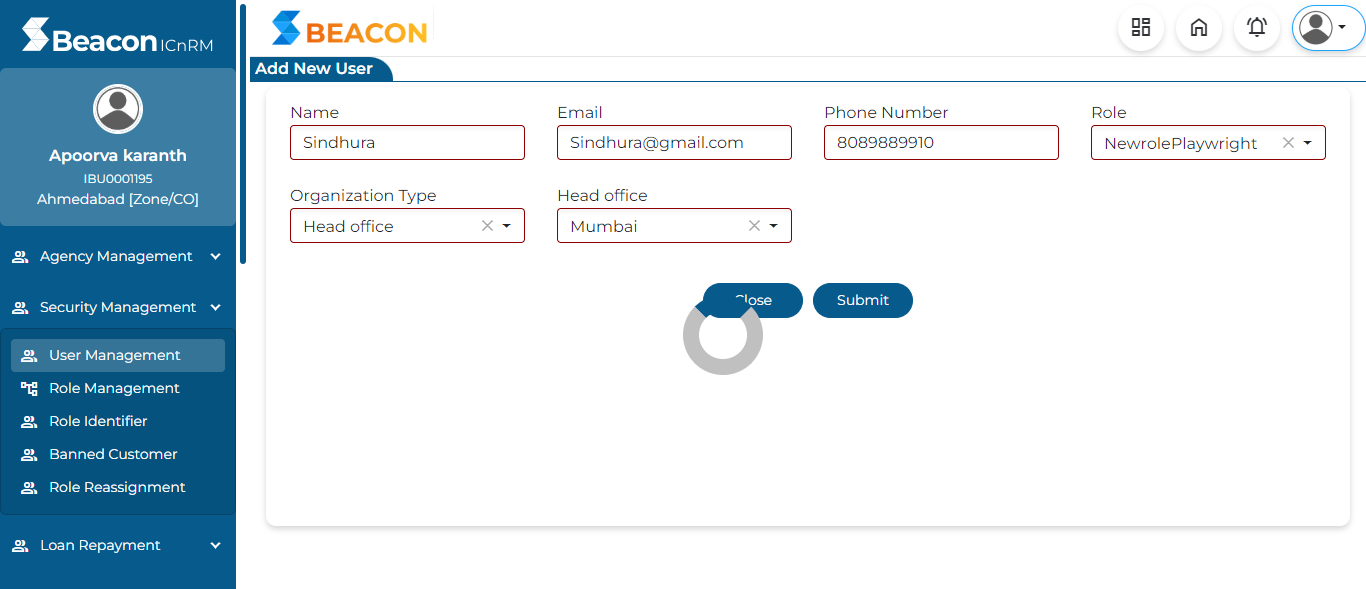 Beacon ICnRM
Apoorva karanth
IBU0001195
Ahmedabad [Zone/CO]
Agency Management
Security Management
User Management
Role Management
Role Identifier
Banned Customer
Role Reassignment
Loan Repayment
BEACON
Add New User
Name
Email
Phone Number
Role
Sindhura
Sindhura@gmail.com
8089889910
NewrolePlaywright
Organization Type
Head office
Head office
Mumbai
Close
Submit